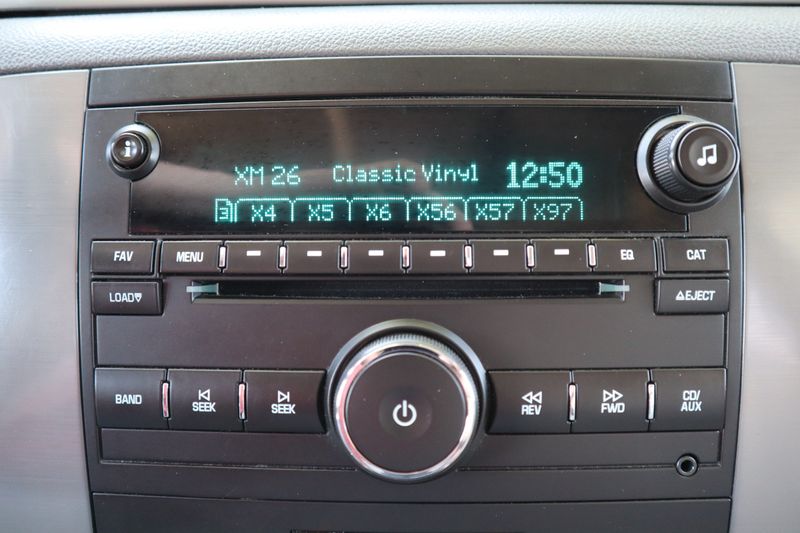 i
XM 26 Classic Vinyl 12:50
3 X4 X5 X6 X56 X57 X97
FAV MENU EQ CAT
LOAD EJECT
BAND SEEK SEEK REV FWD CD/
AUX